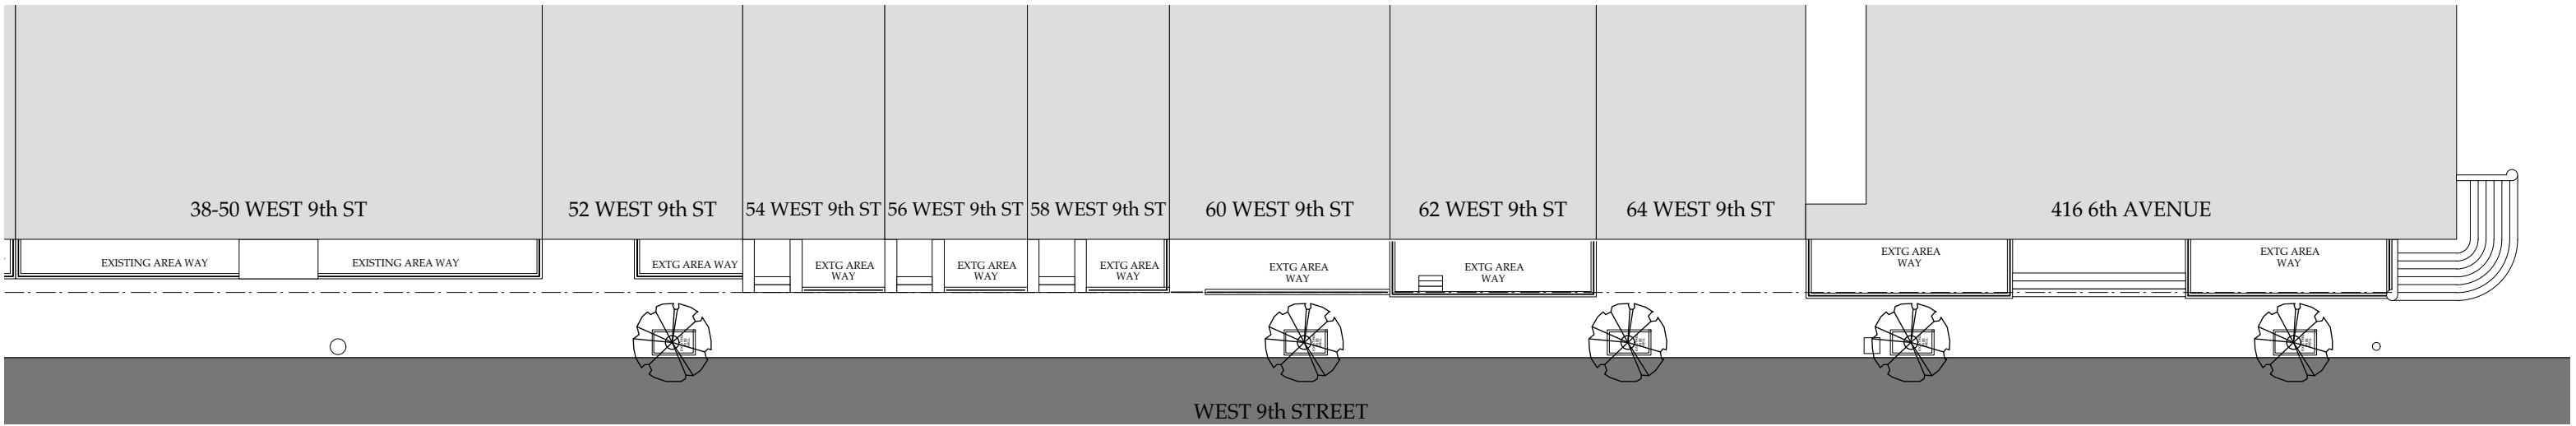 38-50 WEST 9th ST
52 WEST 9th ST
54 WEST 9th ST
56 WEST 9th ST
58 WEST 9th ST
60 WEST 9th ST
62 WEST 9th ST
64 WEST 9th ST
416 6th AVENUE
EXISTING AREA WAY
EXISTING AREA WAY
EXTG AREA WAY
EXTG AREA
WAY
EXTG AREA
WAY
EXTG AREA
WAY
EXTG AREA
WAY
EXTG AREA
WAY
EXTG AREA
WAY
EXTG AREA
WAY
WEST 9th STREET